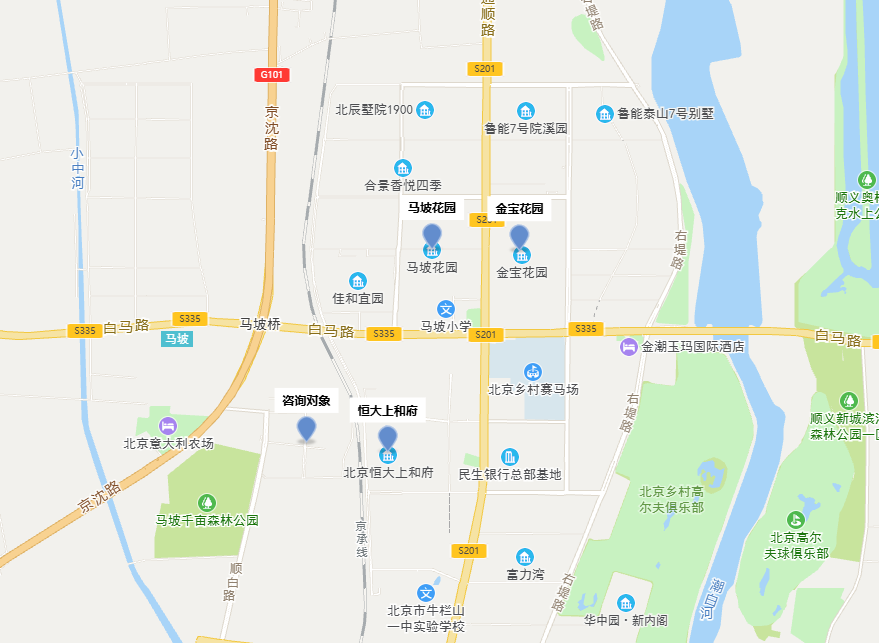 通
顺
路
右堤路
S201
G101
京
沈
路
北辰墅院1900
鲁能7号院溪园
鲁能泰山7号别墅
小
中
河
合景香悦四季
顺义奥林
克水上公
马坡花园
金宝花园
S201
马坡花园
金宝花园
右堤路
佳和宜园
马坡小学
S335
白马路
S335
马坡桥
白马路
S335
S201
S335
白马路
马坡
金潮玉玛国际酒店
北京乡村赛马场
咨询对象
恒大上和府
右堤路
顺义新城滨
森林公园一区
北京意大利农场
北京恒大上和府
民生银行总部基地
京沈路
北京乡村高
尔夫俱乐部
马坡千亩森林公园
京
承
线
北京高尔
夫球俱乐部
S201
富力湾
顺
白
路
右堤路
潮白河
北京市牛栏山
一中实验学校
华中园·新内阁